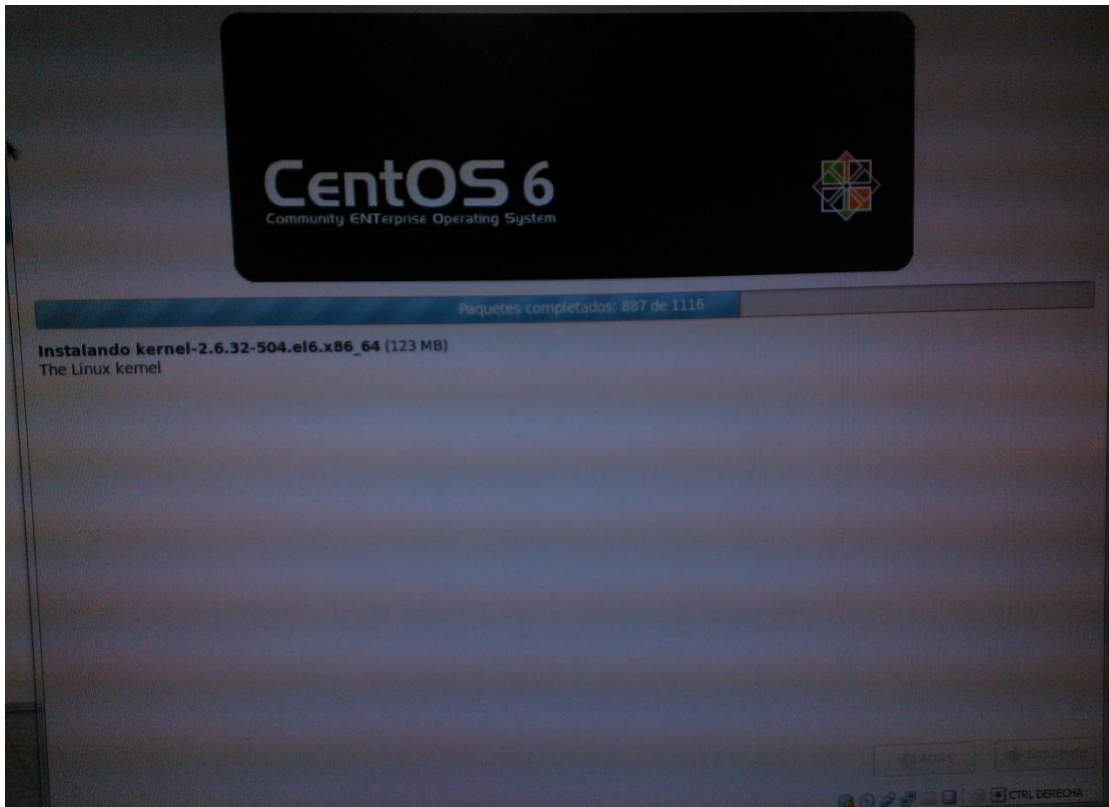 CentOS 6
Community ENTerprise Operating System
Paquetes completados: 887 de 1116
Instalando kernel-2.6.32-504.el6.x86_64 (123 MB)
The Linux kernel
Atrás
Siguiente
CTRL DERECHA